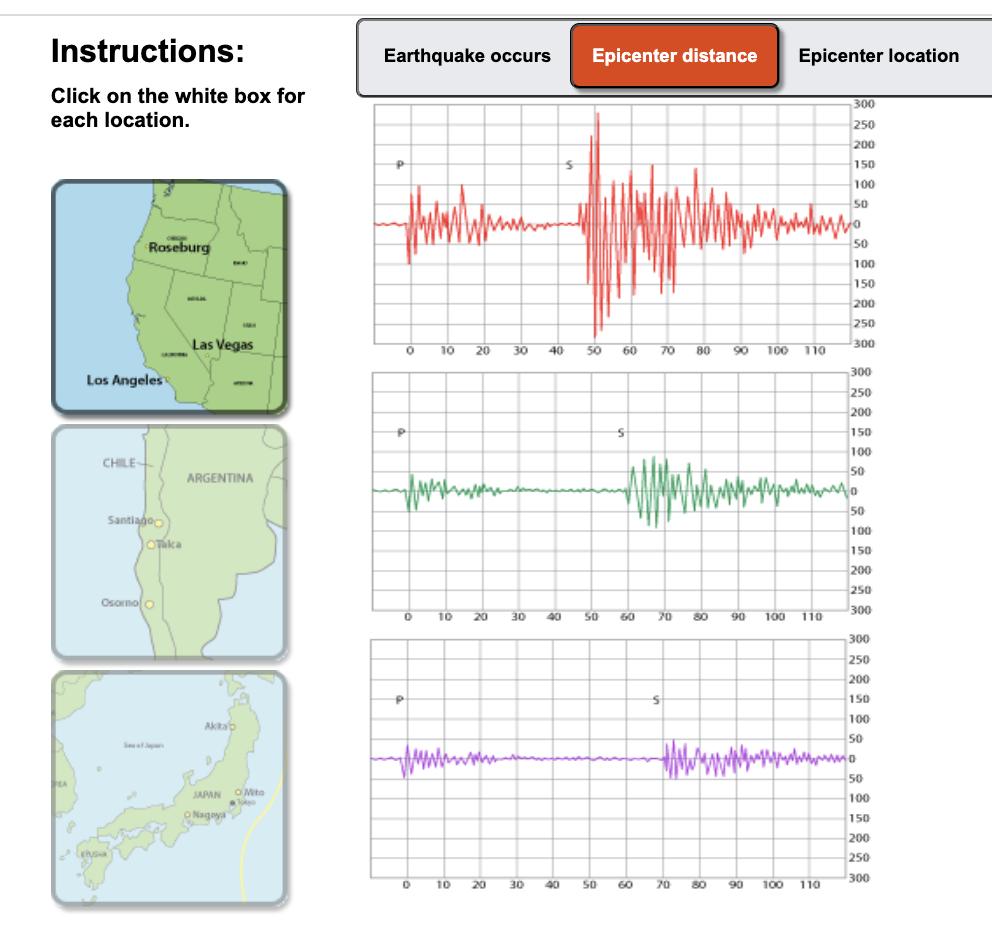 Instructions:
Click on the white box for
each location.
Earthquake occurs
Epicenter distance
Epicenter location
Roseburg
Las Vegas
Los Angeles
CHILE
ARGENTINA
Santiago
Talca
Osorno
Akita
Sea of Japan
JAPAN
Mito
Tokyo
Nagoya
KYUSHU
P
S
300
250
200
150
100
50
0
50
100
150
200
250
300
0 10 20 30 40 50 60 70 80 90 100 110
P
S
300
250
200
150
100
50
0
50
100
150
200
250
300
0 10 20 30 40 50 60 70 80 90 100 110
P
S
300
250
200
150
100
50
0
50
100
150
200
250
300
0 10 20 30 40 50 60 70 80 90 100 110